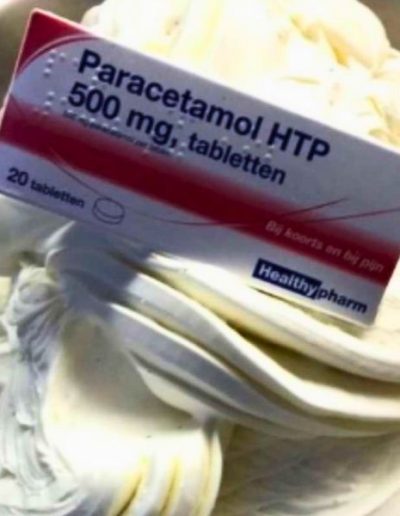 Paracetamol HTP
500 mg, tabletten
20 tabletten
Bij koorts en bij pijn
Healthypharm